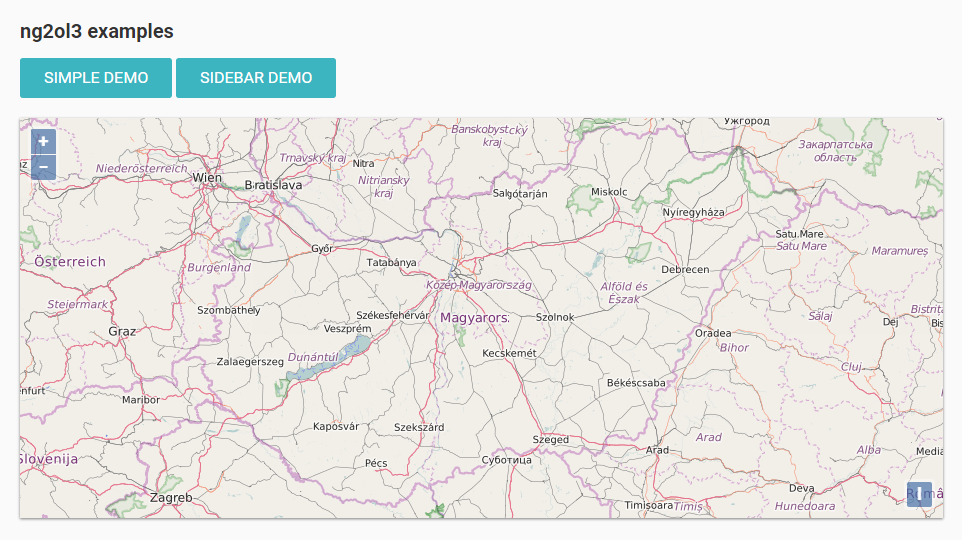 ng2ol3 examples
SIMPLE DEMO SIDEBAR DEMO
Ужгород
Banskobystrický
kraj
+
−
Закарпатська
область
Niederösterreich
Trnavský kraj
Nitra
Wien
Bratislava
Nitriansky
kraj
Salgótarján
Miskolc
Nyíregyháza
Satu Mare
Satu Mare
Győr
Maramureș
Österreich
Tatabánya
Burgenland
Debrecen
Közép-Magyarország
Alföld és
Észak
Steiermark
Szombathely
Székesfehérvár
Magyarors.
Szolnok
Sălaj
Bistrița
Dej
Bis
Graz
Veszprém
Oradea
Bihor
Zalaegerszeg
Dunántúl
Kecskemét
Cluj
nfurt
Békéscsaba
Maribor
Kaposvár
Szekszárd
Szeged
Arad
Arad
Alba
Media
Slovenija
Pécs
Суботица
Zagreb
Deva
i
Româ
Timișoara
Timiș
Hunedoara